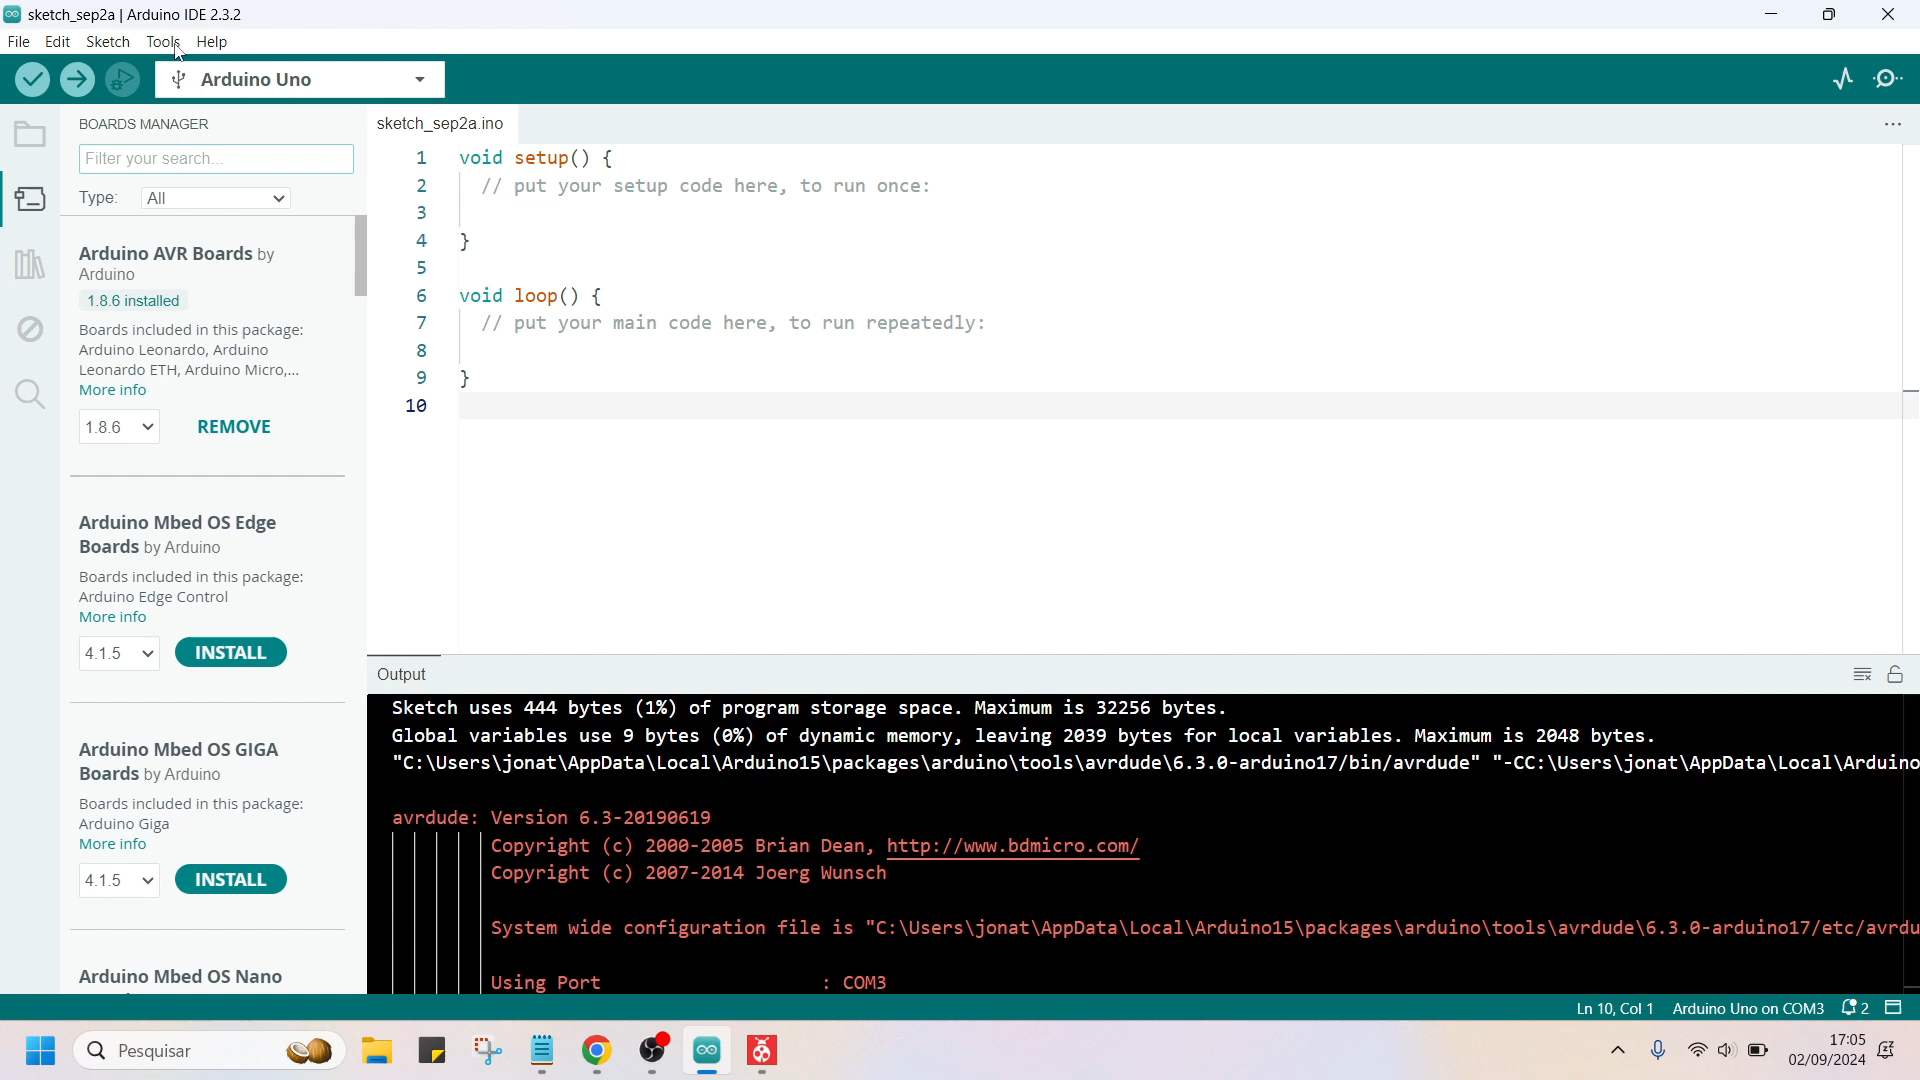 sketch_sep2a | Arduino IDE 2.3.2
File Edit Sketch Tools Help
Arduino Uno
BOARDS MANAGER
Filter your search...
Type: All
Arduino AVR Boards by
Arduino
1.8.6 installed
Boards included in this package:
Arduino Leonardo, Arduino
Leonardo ETH, Arduino Micro,...
More info
1.8.6 REMOVE
Arduino Mbed OS Edge
Boards by Arduino
Boards included in this package:
Arduino Edge Control
More info
4.1.5 INSTALL
Arduino Mbed OS GIGA
Boards by Arduino
Boards included in this package:
Arduino Giga
More info
4.1.5 INSTALL
Arduino Mbed OS Nano
sketch_sep2a.ino
1 void setup() {
2 // put your setup code here, to run once:
3
4 }
5
6 void loop() {
7 // put your main code here, to run repeatedly:
8
9 }
10
Output
Sketch uses 444 bytes (1%) of program storage space. Maximum is 32256 bytes.
Global variables use 9 bytes (0%) of dynamic memory, leaving 2039 bytes for local variables. Maximum is 2048 bytes.
"C:\Users\jonat\AppData\Local\Arduino15\packages\arduino\tools\avrdude\6.3.0-arduino17/bin/avrdude" "-CC:\Users\jonat\AppData\Local\Arduino
avrdude: Version 6.3-20190619
Copyright (c) 2000-2005 Brian Dean, http://www.bdmicro.com/
Copyright (c) 2007-2014 Joerg Wunsch
System wide configuration file is "C:\Users\jonat\AppData\Local\Arduino15\packages\arduino\tools\avrdude\6.3.0-arduino17/etc/avrdu
Using Port : COM3
Ln 10, Col 1 Arduino Uno on COM3 2
Pesquisar
17:05
02/09/2024